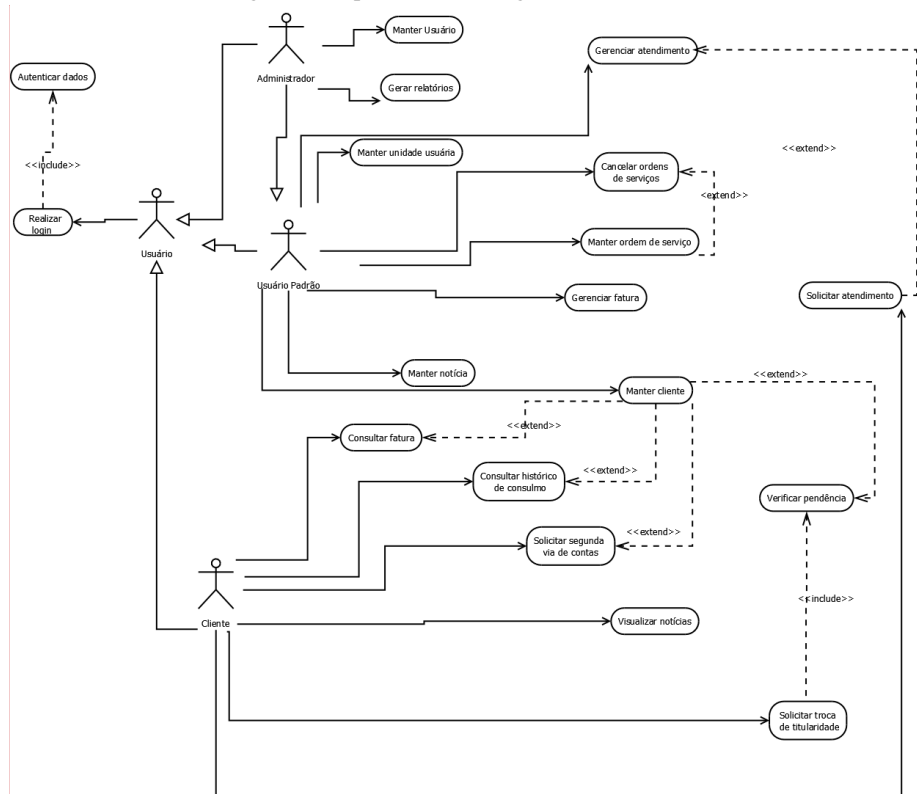 Manter Usuário
Gerenciar atendimento
Administrador
Autenticar dados
Gerar relatórios
<<extend>>
Manter unidade usuária
<<include>>
Cancelar ordens
de serviços
<extend>>
Realizar
login
Manter ordem de serviço
Usuário
Usuário Padrão
Gerenciar fatura
Solicitar atendimento
Manter notícia
<<extend>>
Manter cliente
<<extend>>
Consultar fatura
Consultar histórico
de consulmo
<<extend>>
Verificar pendência
Solicitar segunda
via de contas
<<extend>>
<<include>>
Cliente
Visualizar notícias
Solicitar troca
de titularidade